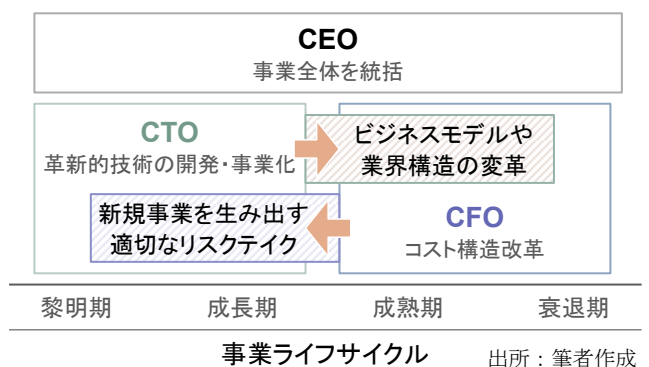 CEO
事業全体を統括
CTO
革新的技術の開発・事業化
ビジネスモデルや
業界構造の変革
新規事業を生み出す
適切なリスクテイク
CFO
コスト構造改革
黎明期 成長期 成熟期 衰退期
事業ライフサイクル
出所：筆者作成